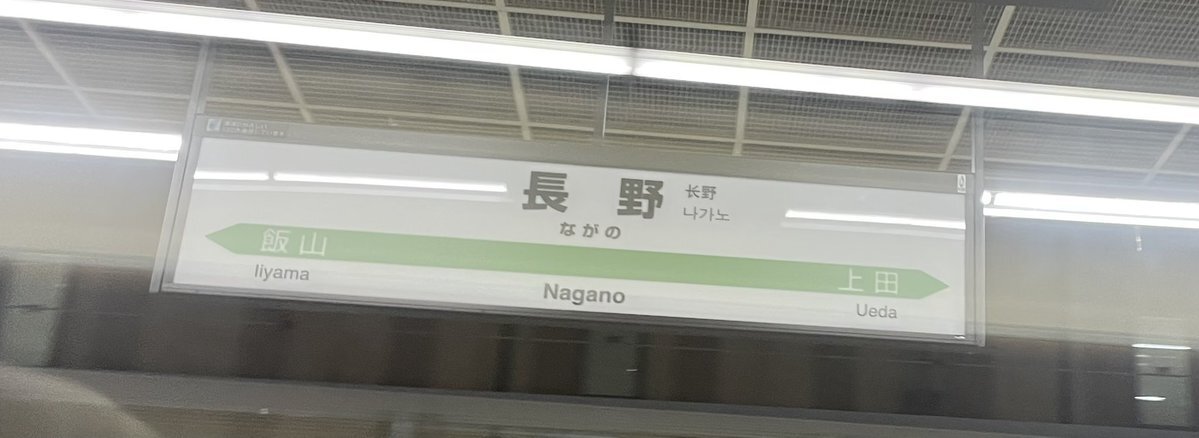 長野
长野
나가노
ながの
飯山
上田
Iiyama
Nagano
Ueda